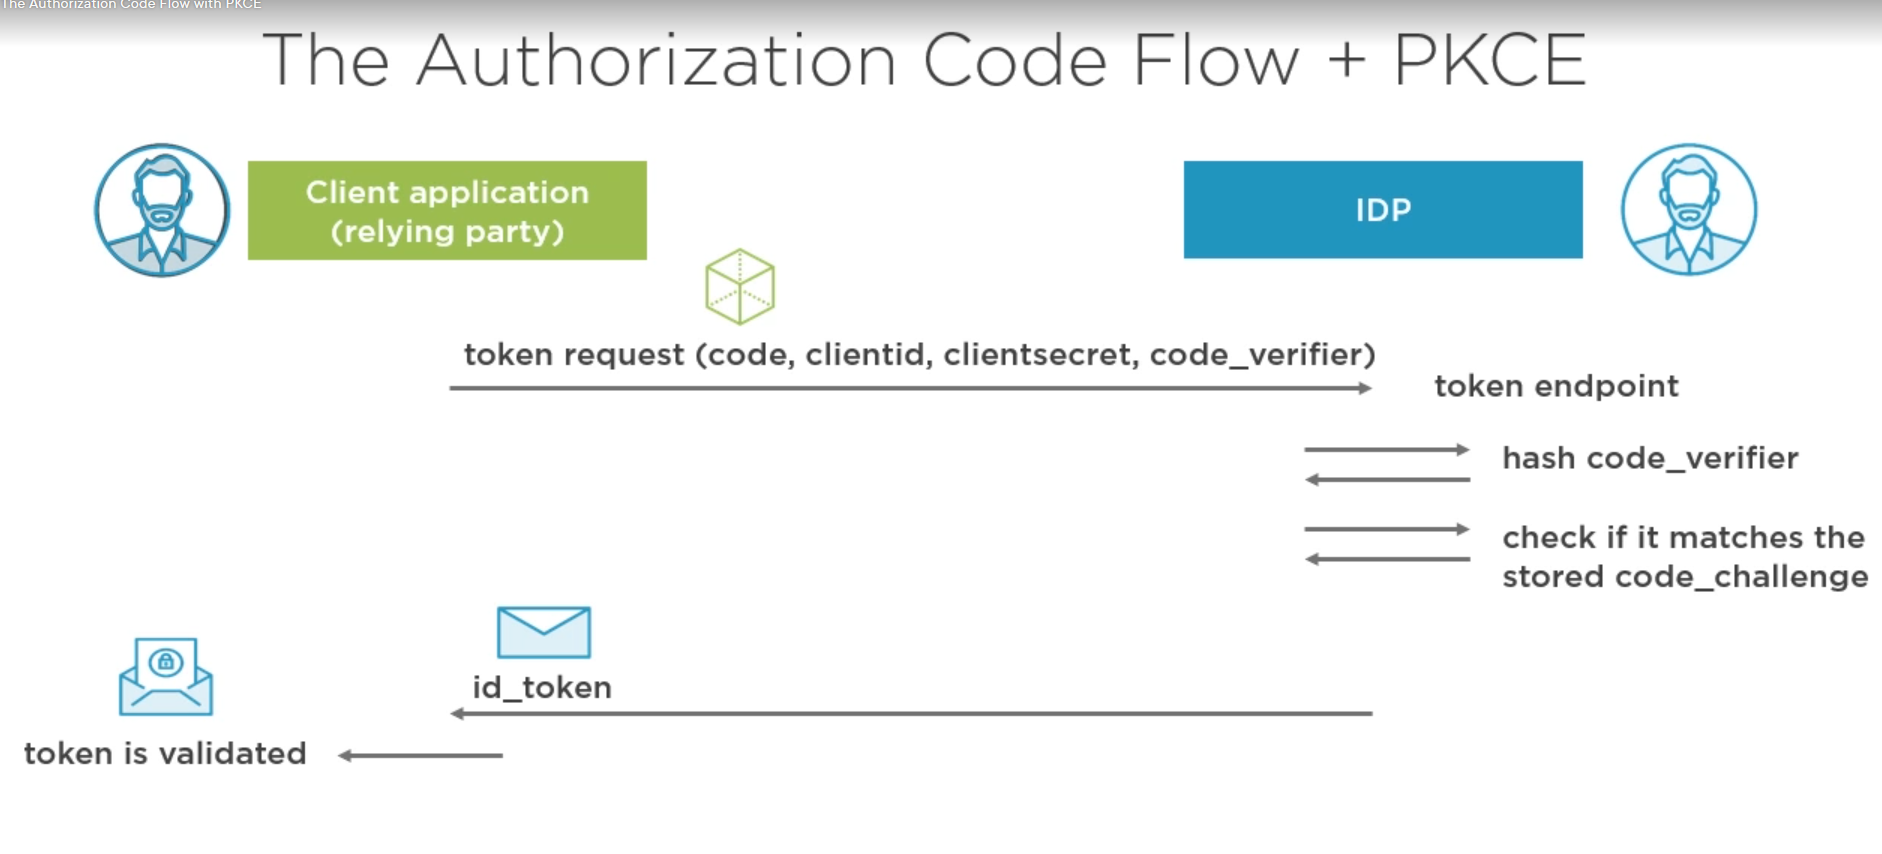 The Authorization Code Flow with PKCE
The Authorization Code Flow + PKCE
Client application
(relying party)
IDP
token request (code, clientid, clientsecret, code_verifier)
token endpoint
hash code_verifier
check if it matches the
stored code_challenge
id_token
token is validated